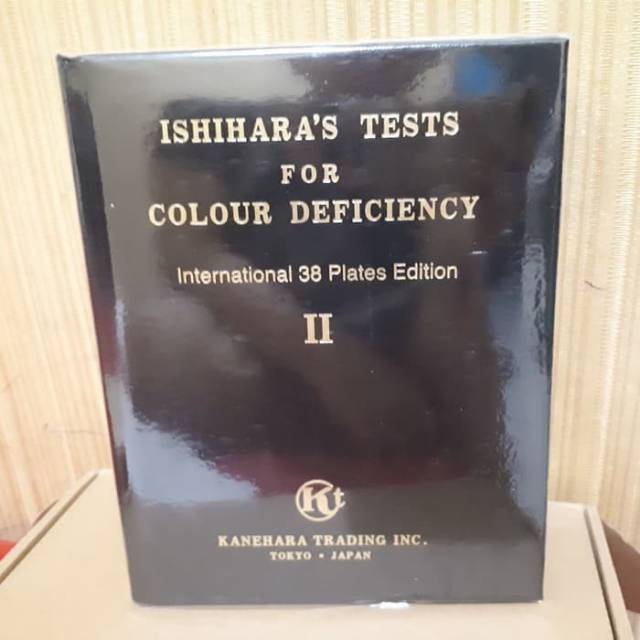 ISHIHARA'S TESTS
FOR
COLOUR DEFICIENCY
International 38 Plates Edition
II
Kt
KANEHARA TRADING INC.
TOKYO • JAPAN